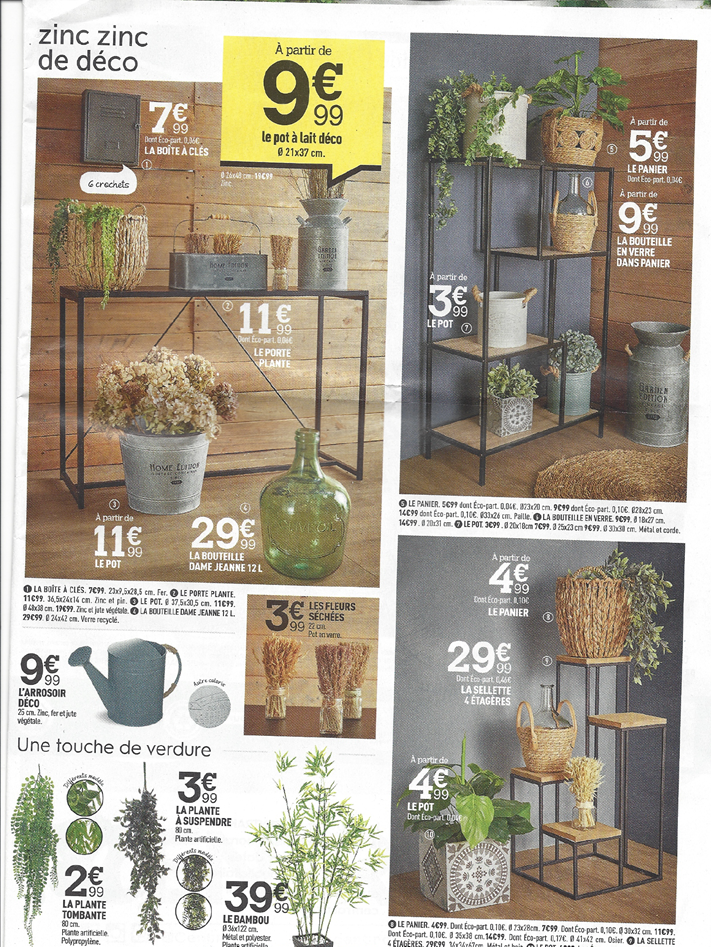 zinc zinc
de déco
À partir de
9€99
le pot à lait déco
Ø 21x37 cm.
Ø 26x48 cm. 19€99
Zinc.
7€99
Dont Éco-part. 0,06€
LA BOÎTE À CLÉS
①
6 crochets
HOME EDITION
GARDEN
EDITION
②
11€99
Dont Éco-part. 0,06€
LE PORTE
PLANTE
HOME EDITION
③
À partir de
11€99
LE POT
④
29€99
LA BOUTEILLE
DAME JEANNE 12 L
① LA BOÎTE À CLÉS. 7€99. 23x9,5x28,5 cm. Fer. ② LE PORTE PLANTE.
11€99. 36,5x24x14 cm. Zinc et pin. ③ LE POT. Ø 37,5x30,5 cm. 11€99.
Ø 48x38 cm. 19€99. Zinc et jute végétale. ④ LA BOUTEILLE DAME JEANNE 12 L.
29€99. Ø 24x42 cm. Verre recyclé.
À partir de
5€99
LE PANIER
Dont Éco-part. 0,04€
⑤
⑥
À partir de
9€99
LA BOUTEILLE
EN VERRE
DANS PANIER
À partir de
3€99
LE POT ⑦
GARDEN
EDITION
⑤ LE PANIER. 5€99 dont Éco-part. 0,04€. Ø23x20 cm. 9€99 dont Éco-part. 0,10€. Ø28x23 cm.
14€99 dont Éco-part. 0,10€. Ø33x26 cm. Paille. ⑥ LA BOUTEILLE EN VERRE. 9€99. Ø 18x27 cm.
14€99. Ø 20x31 cm. ⑦ LE POT. 3€99. Ø 20x18cm 7€99. Ø 25x23 cm 9€99. Ø 30x30 cm. Métal et corde.
9€99
L'ARROSOIR
DÉCO
25 cm. Zinc, fer et jute
végétale.
Autre coloris
3€99
LES FLEURS
SÉCHÉES
22 cm.
Pot en verre.
Une touche de verdure
Différents modèles
2€99
LA PLANTE
TOMBANTE
80 cm.
Plante artificielle.
Polypropylène.
3€99
LA PLANTE
À SUSPENDRE
80 cm.
Plante artificielle.
Différents modèles
39€99
LE BAMBOU
Ø 36x122 cm.
Métal et polyester.
Plante artificielle
À partir de
4€99
Dont Éco-part. 0,10€
LE PANIER
⑧
⑨
29€99
Dont Éco-part. 0,46€
LA SELLETTE
4 ÉTAGÈRES
À partir de
4€99
LE POT
Dont Éco-part. 0,04€
⑩
⑧ LE PANIER. 4€99. Dont Éco-part. 0,10€. Ø 23x28cm. 7€99. Dont Éco-part. 0,10€. Ø 30x32 cm. 11€99.
Dont Éco-part. 0,10€. Ø 35x38 cm. 14€99. Dont Éco-part. 0,17€. Ø 41x42 cm. Osier. ⑨ LA SELLETTE
4 ÉTAGÈRES. 29€99.